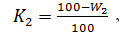 K₂ = (100−W₂)/100 ,